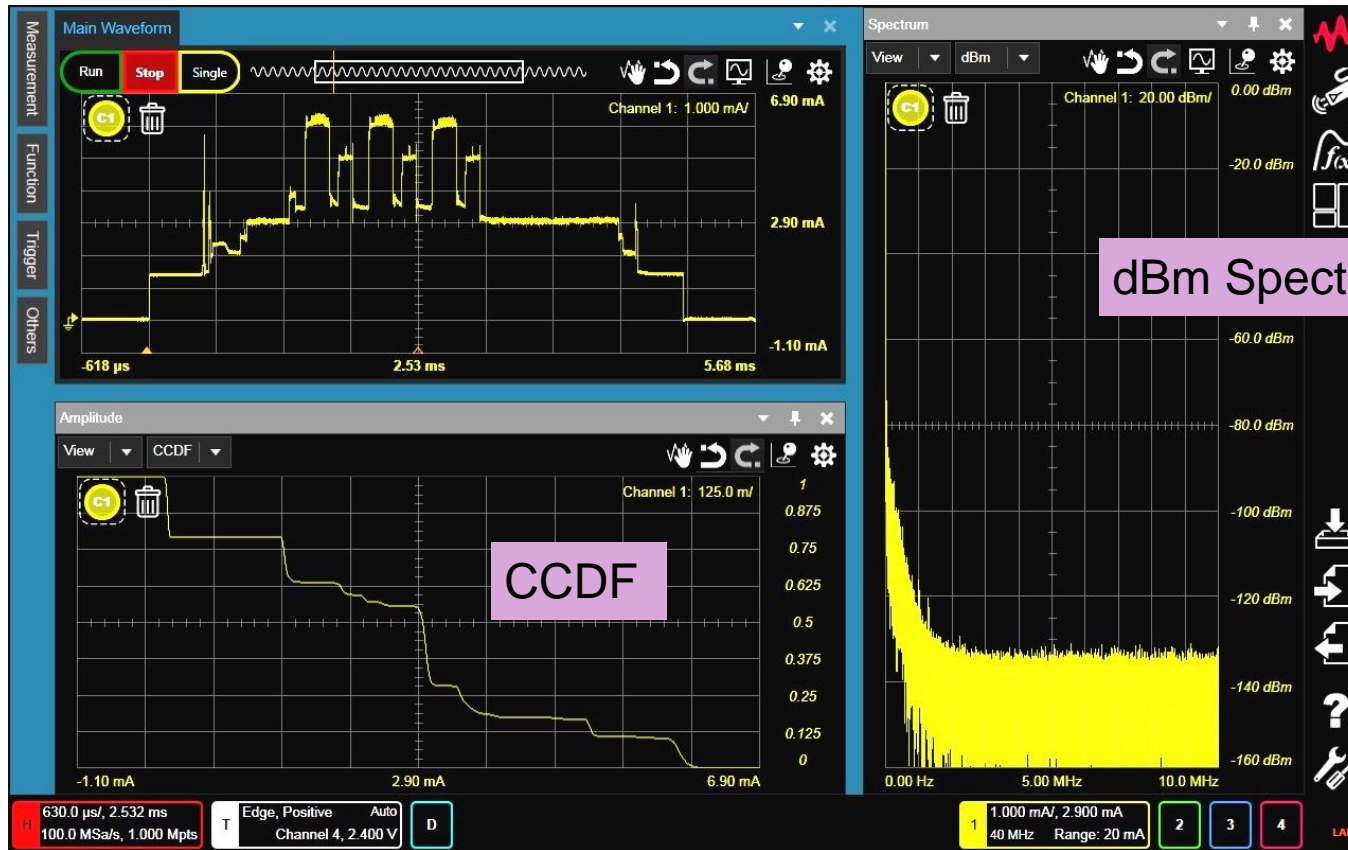 Measurement
Function
Trigger
Others
Main Waveform
Run
Stop
Single
C1
Channel 1: 1.000 mA/
6.90 mA
2.90 mA
-1.10 mA
-618 µs
2.53 ms
5.68 ms
Amplitude
View
CCDF
C1
Channel 1: 125.0 m/
1
0.875
0.75
0.625
0.5
0.375
0.25
0.125
0
-1.10 mA
2.90 mA
6.90 mA
CCDF
Spectrum
View
dBm
C1
Channel 1: 20.00 dBm/
0.00 dBm
-20.0 dBm
dBm Spect
-60.0 dBm
-80.0 dBm
-100 dBm
-120 dBm
-140 dBm
-160 dBm
0.00 Hz
5.00 MHz
10.0 MHz
f(x
?
H
630.0 µs/, 2.532 ms
100.0 MSa/s, 1.000 Mpts
T
Edge, Positive Auto
Channel 4, 2.400 V
D
1
1.000 mA/, 2.900 mA
40 MHz Range: 20 mA
2
3
4
LA